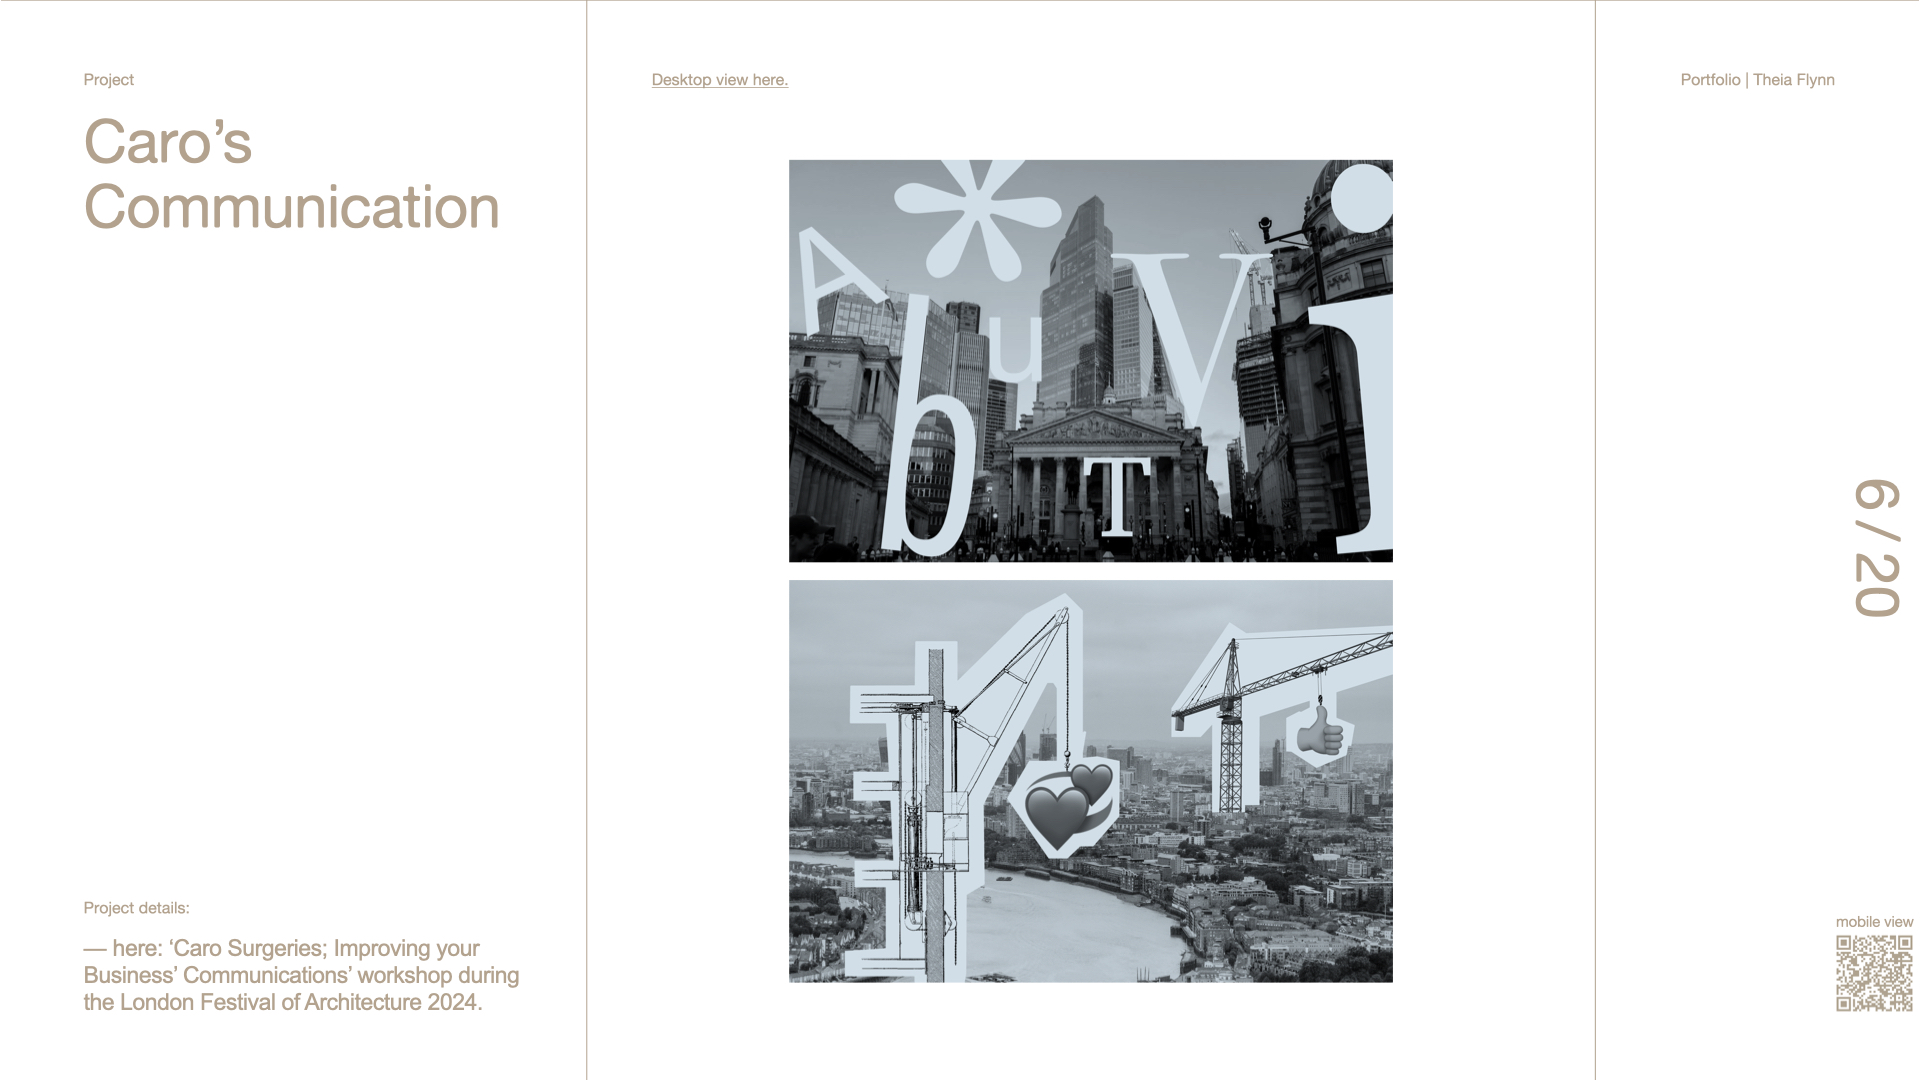 Project
Caro’s
Communication
Desktop view here.
Portfolio | Theia Flynn
A
*
b
u
V
T
i
6 / 20
Project details:
— here: ‘Caro Surgeries; Improving your
Business’ Communications’ workshop during
the London Festival of Architecture 2024.
mobile view